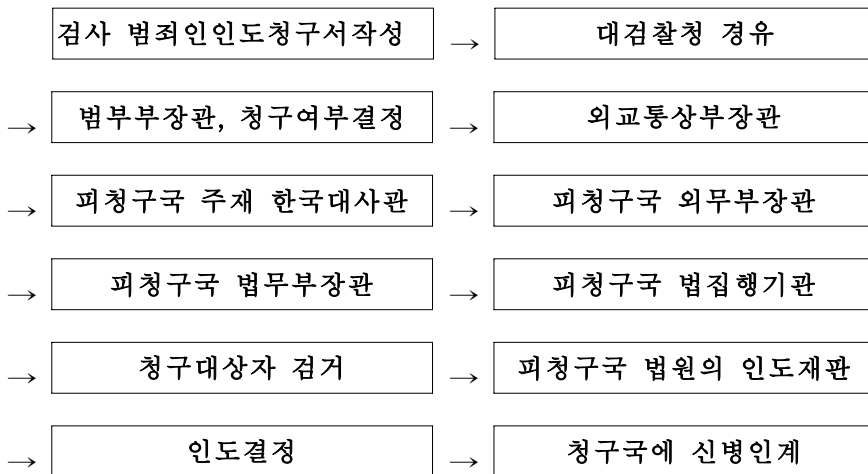 검사 범죄인인도청구서작성 → 대검찰청 경유
→ 범부부장관, 청구여부결정 → 외교통상부장관
→ 피청구국 주재 한국대사관 → 피청구국 외무부장관
→ 피청구국 법무부장관 → 피청구국 법집행기관
→ 청구대상자 검거 → 피청구국 법원의 인도재판
→ 인도결정 → 청구국에 신병인계